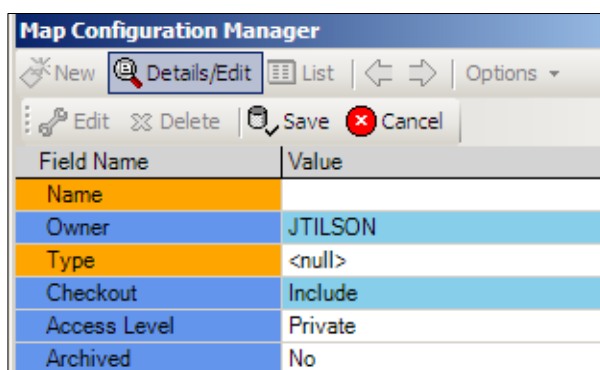 Map Configuration Manager
New Details/Edit List Options
Edit Delete Save Cancel
Field Name Value
Name
Owner JTILSON
Type <null>
Checkout Include
Access Level Private
Archived No